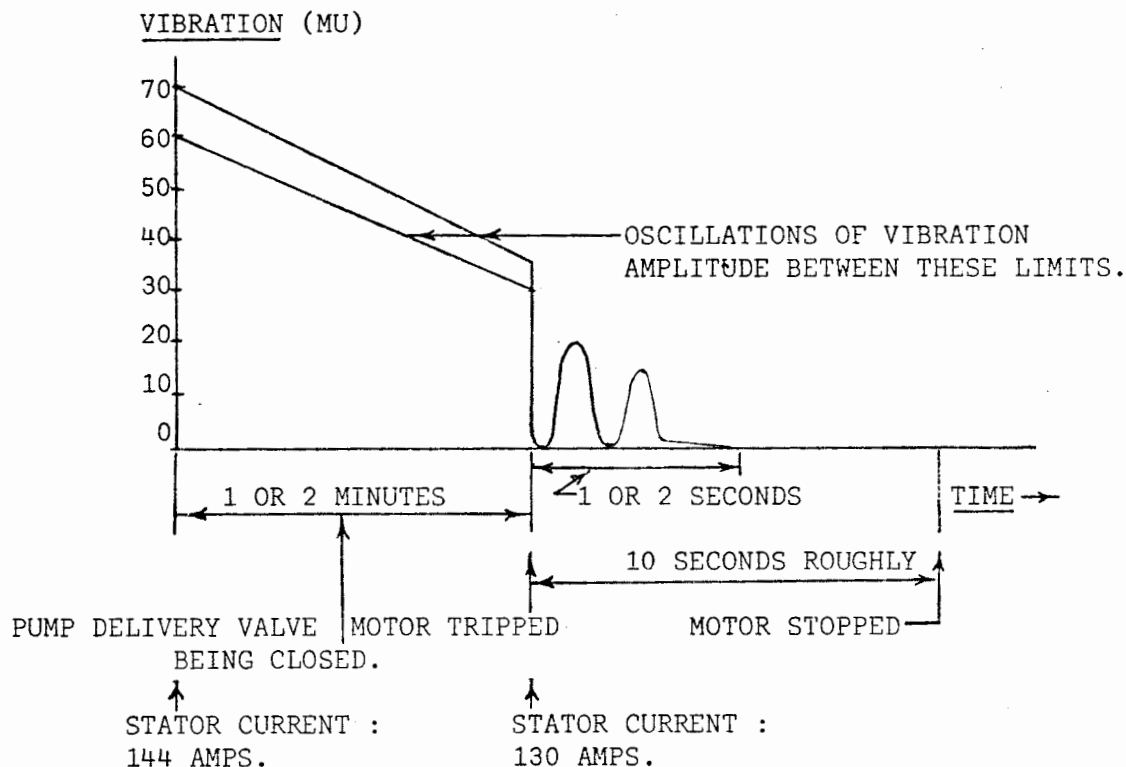 VIBRATION (MU)
70
60
50
40
30
20
10
0
OSCILLATIONS OF VIBRATION
AMPLITUDE BETWEEN THESE LIMITS.
1 OR 2 MINUTES
1 OR 2 SECONDS
TIME
10 SECONDS ROUGHLY
PUMP DELIVERY VALVE
BEING CLOSED.
MOTOR TRIPPED
MOTOR STOPPED
STATOR CURRENT :
144 AMPS.
STATOR CURRENT :
130 AMPS.